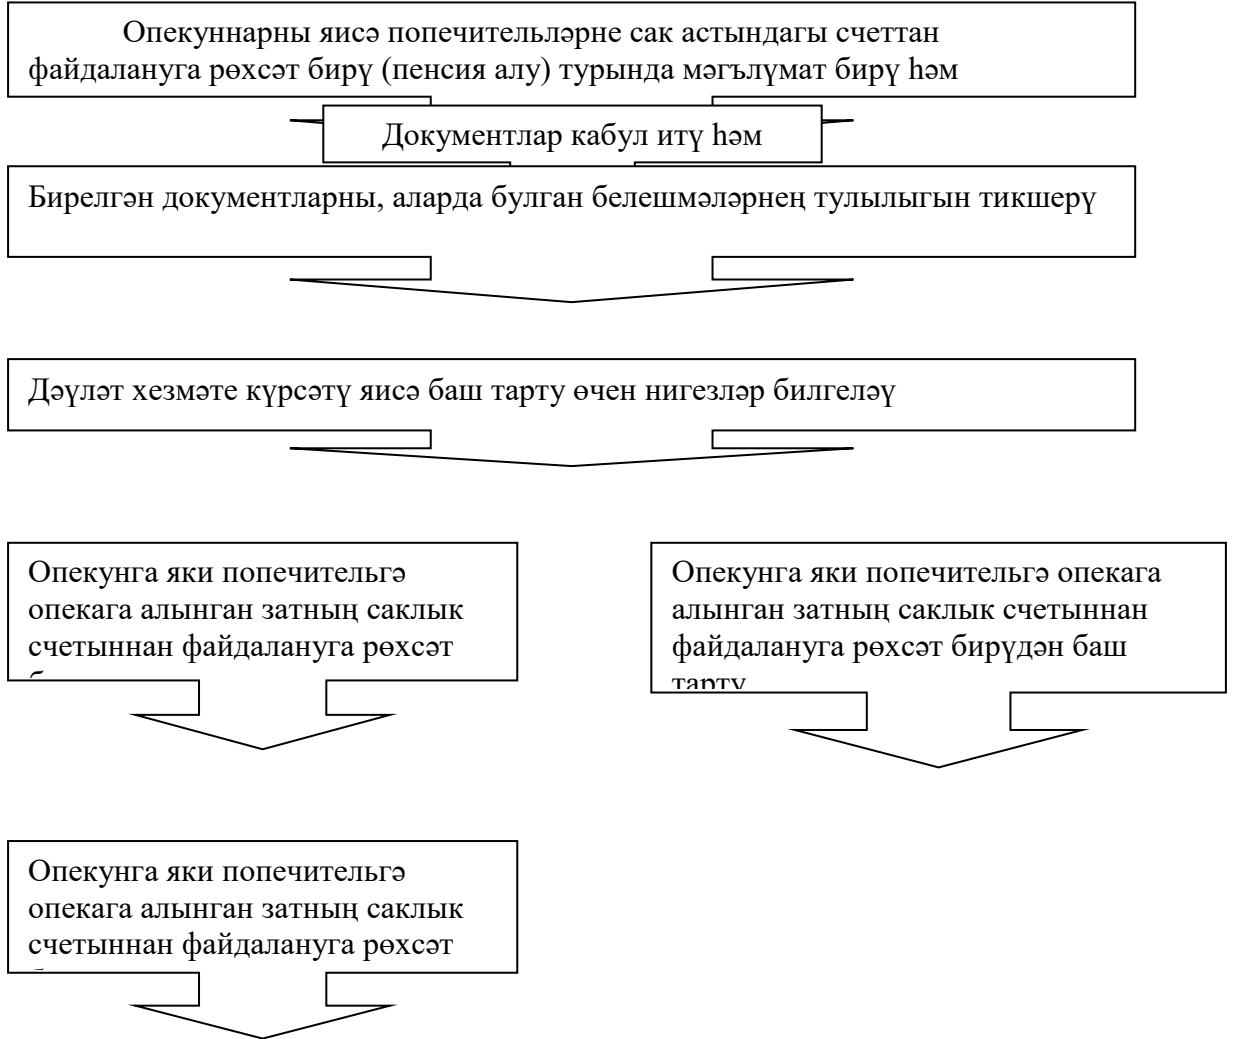 Опекуннарны яисә попечительләрне сак астындагы счеттан
файдалануга рөхсәт бирү (пенсия алу) турында мәгълүмат бирү һәм
Документлар кабул итү һәм
Бирелгән документларны, аларда булган белешмәләрнең тулылыгын тикшерү
Дәүләт хезмәте күрсәтү яисә баш тарту өчен нигезләр билгеләү
Опекунга яки попечительгә
опекага алынган затның саклык
счетыннан файдалануга рөхсәт
Опекунга яки попечительгә опекага
алынган затның саклык счетыннан
файдалануга рөхсәт бирүдән баш
тарту
Опекунга яки попечительгә
опекага алынган затның саклык
счетыннан файдалануга рөхсәт